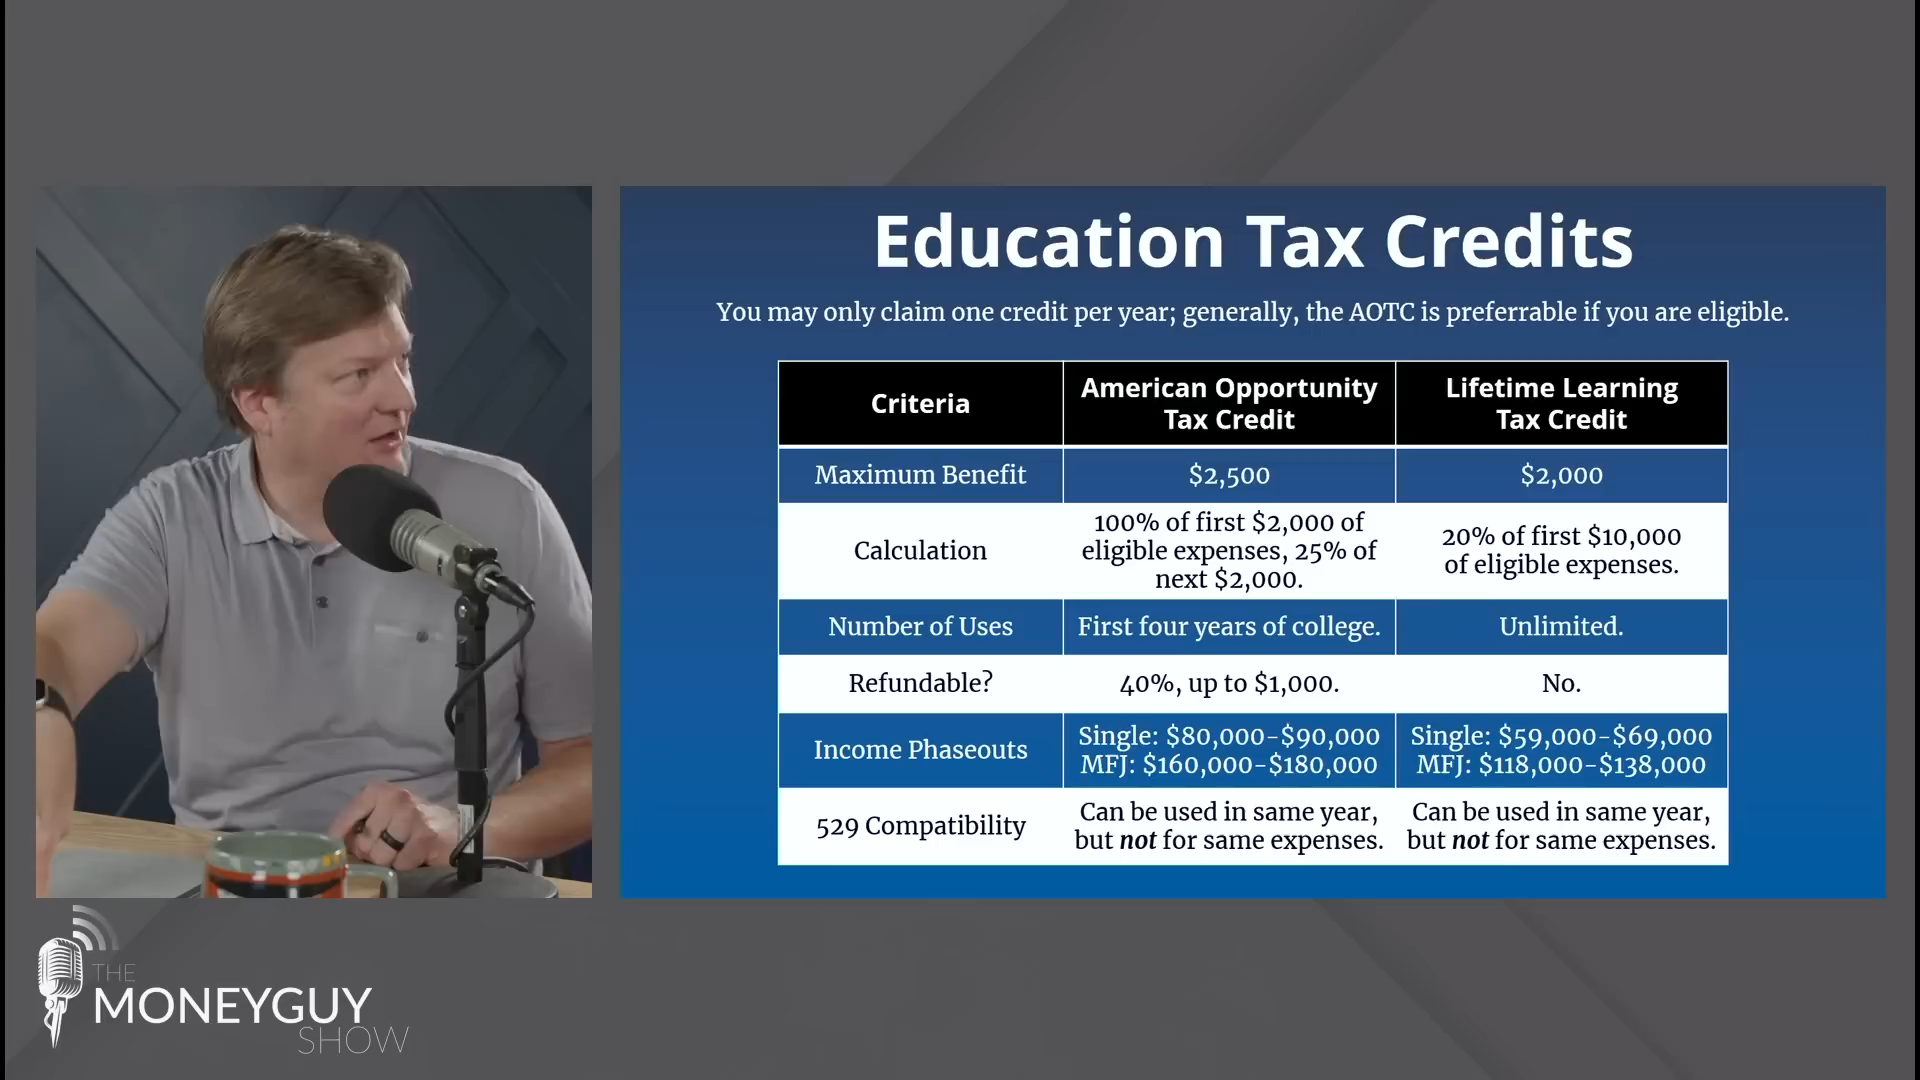 Education Tax Credits
You may only claim one credit per year; generally, the AOTC is preferrable if you are eligible.
Criteria
American Opportunity
Tax Credit
Lifetime Learning
Tax Credit
Maximum Benefit
$2,500
$2,000
Calculation
100% of first $2,000 of
eligible expenses, 25% of
next $2,000.
20% of first $10,000
of eligible expenses.
Number of Uses
First four years of college.
Unlimited.
Refundable?
40%, up to $1,000.
No.
Income Phaseouts
Single: $80,000-$90,000
MFJ: $160,000-$180,000
Single: $59,000-$69,000
MFJ: $118,000-$138,000
529 Compatibility
Can be used in same year,
but not for same expenses.
Can be used in same year,
but not for same expenses.
THE
MONEYGUY
SHOW